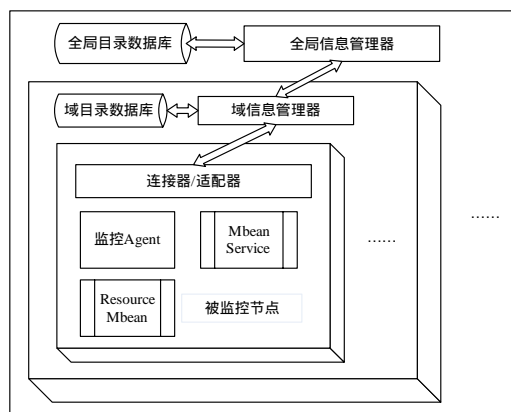 全局目录数据库
全局信息管理器
域目录数据库
域信息管理器
连接器/适配器
监控Agent
Mbean
Service
……
……
Resource
Mbean
被监控节点